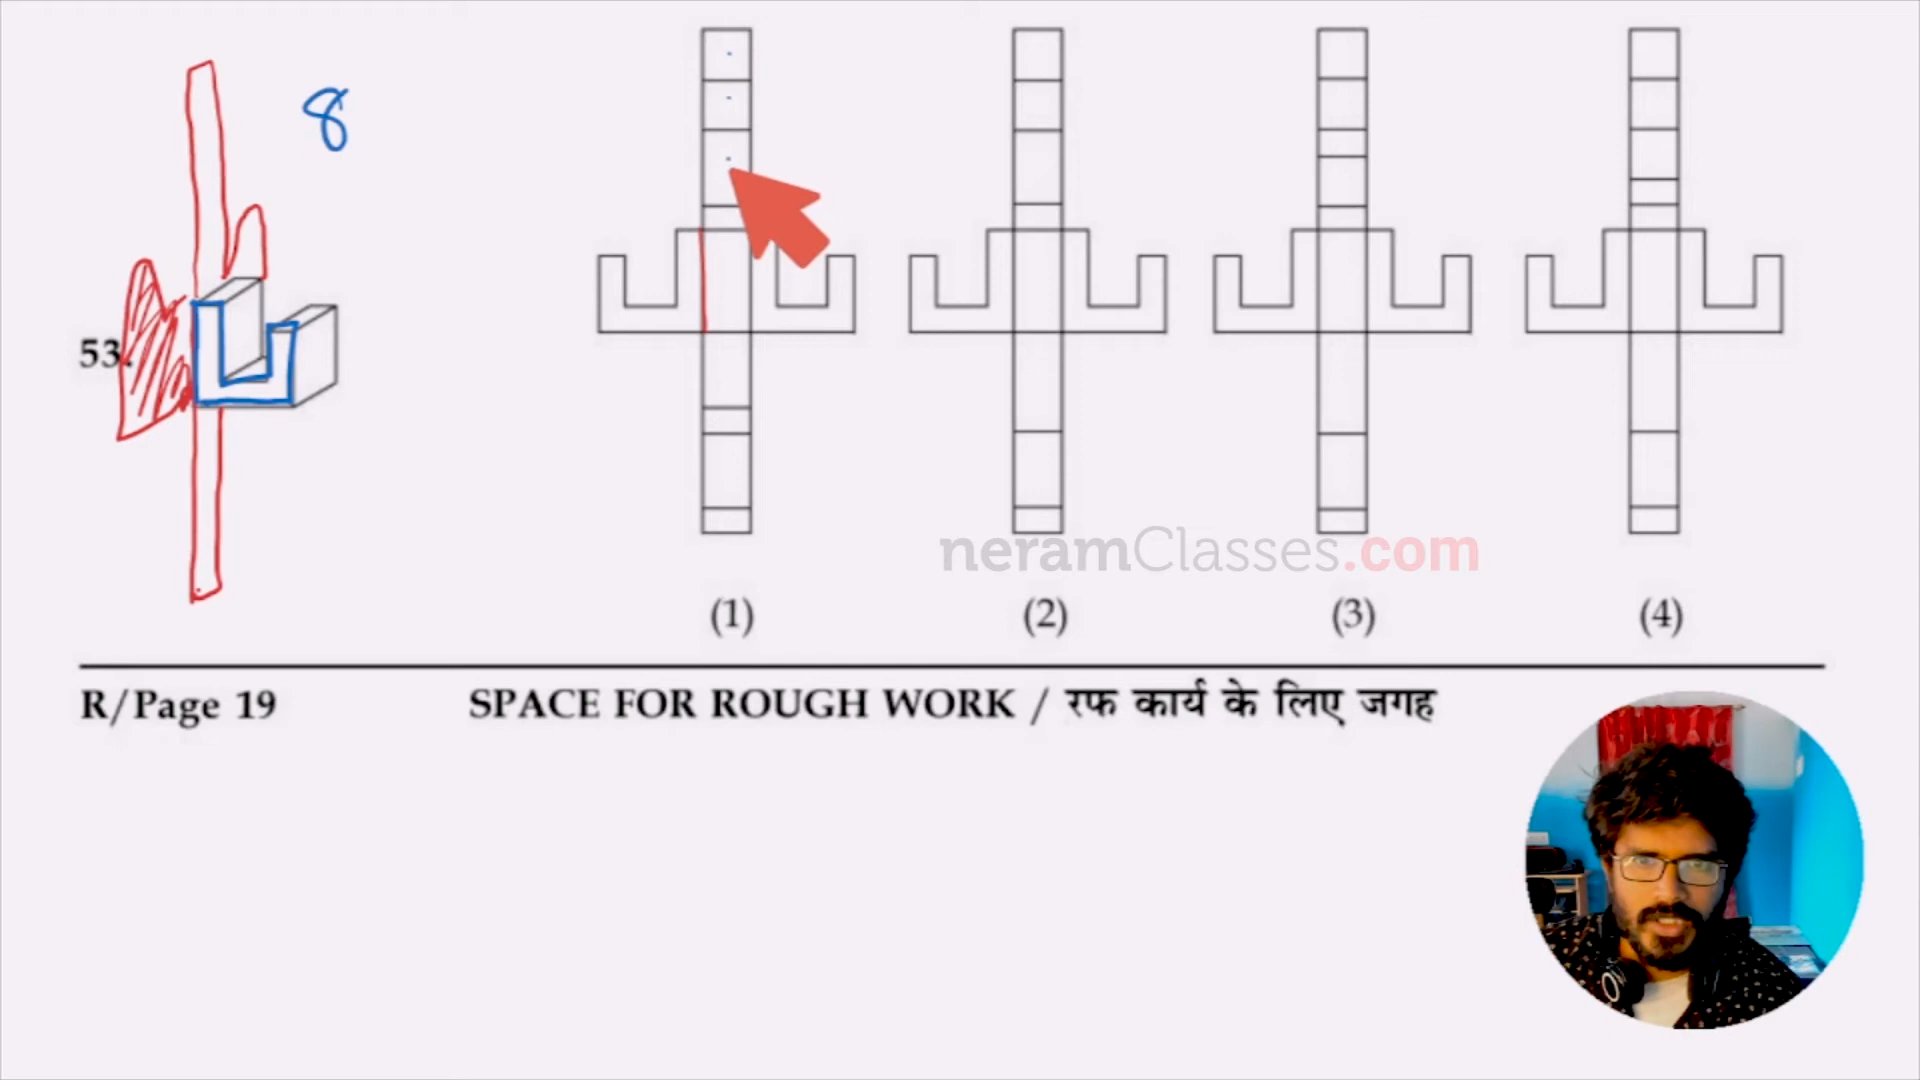 8
53.
neramClasses.com
(1) (2) (3) (4)
R/Page 19 SPACE FOR ROUGH WORK / रफ कार्य के लिए जगह